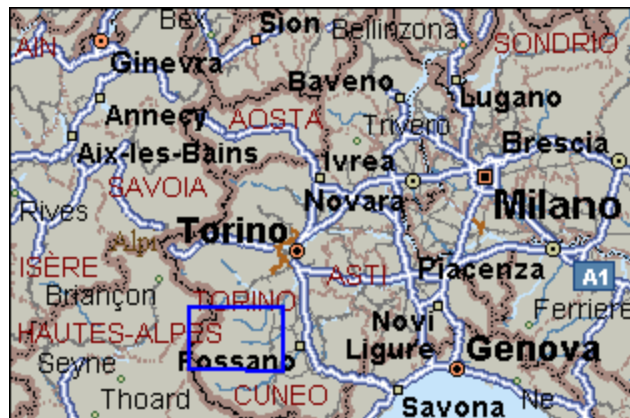 Bex
Sion
Bellinzona
SONDRIO
AIN
Ginevra
Baveno
Lugano
Annecy
AOSTA
Trivero
Brescia
Aix-les-Bains
Ivrea
SAVOIA
Novara
Milano
Rives
Alpi
Torino
ISÈRE
ASTI
Piacenza
A1
Briançon
TORINO
Ferriere
HAUTES-ALPES
Novi
Ligure
Seyne
Fossano
Genova
CUNEO
Thoard
Savona
Ne